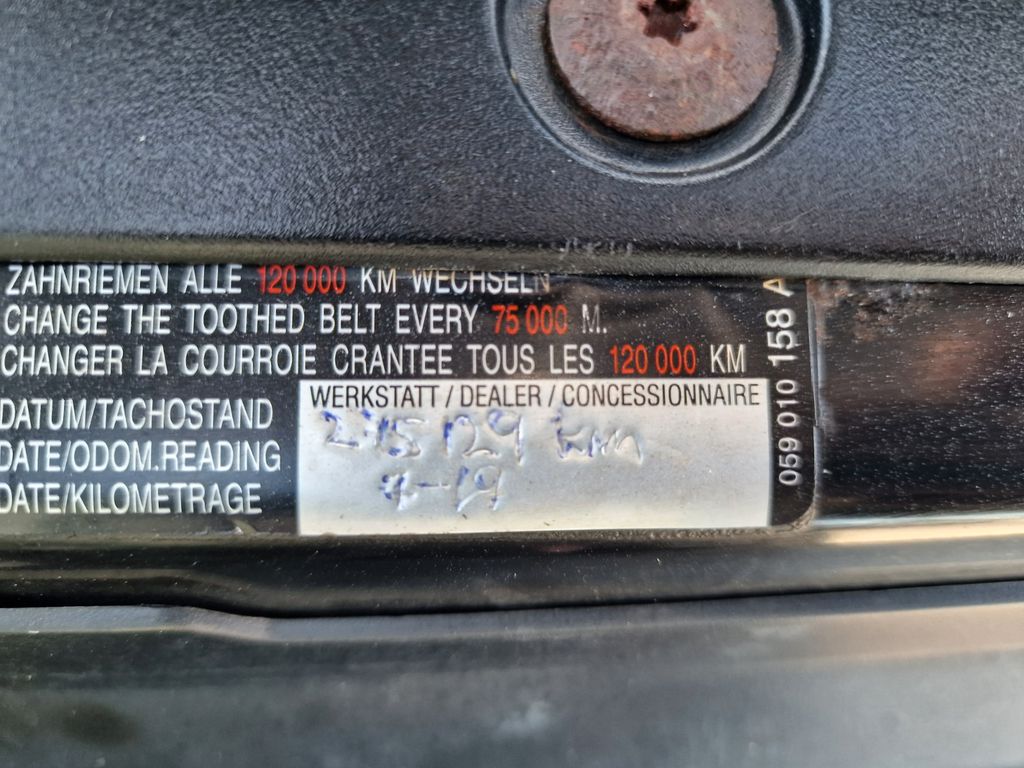 ZAHNRIEMEN ALLE 120 000 KM WECHSELN
CHANGE THE TOOTHED BELT EVERY 75 000 M.
CHANGER LA COURROIE CRANTEE TOUS LES 120 000 KM
DATUM/TACHOSTAND
DATE/ODOM.READING
DATE/KILOMETRAGE
WERKSTATT / DEALER / CONCESSIONNAIRE
km
059 010 158 A